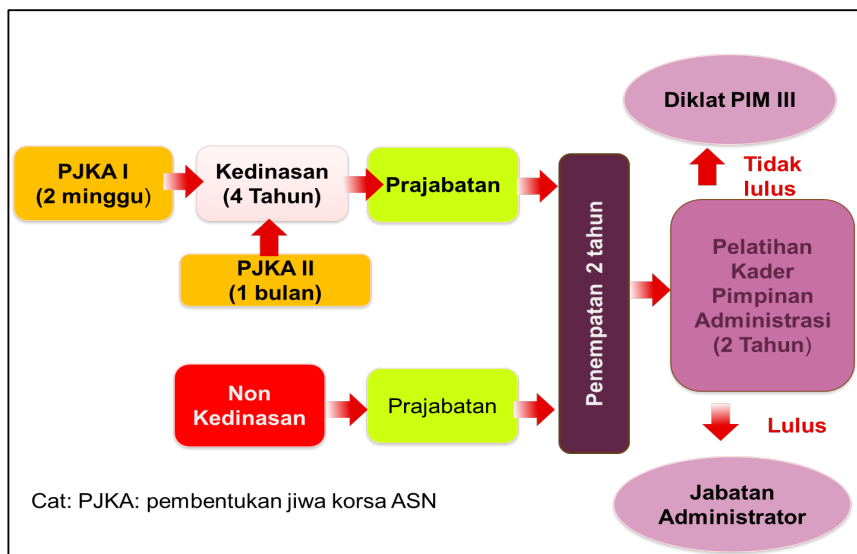 Diklat PIM III
PJKA I
(2 minggu)
Kedinasan
(4 Tahun)
Prajabatan
Tidak
lulus
PJKA II
(1 bulan)
Penempatan  2 tahun
Pelatihan
Kader
Pimpinan
Administrasi
(2 Tahun)
Non
Kedinasan
Prajabatan
Lulus
Jabatan
Administrator
Cat: PJKA: pembentukan jiwa korsa ASN